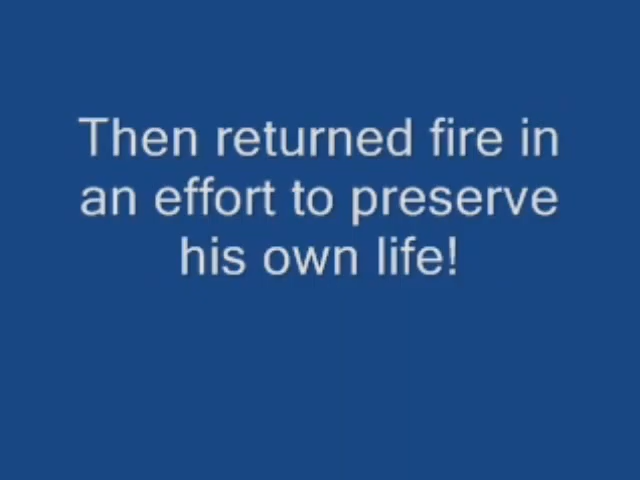 Then returned fire in
an effort to preserve
his own life!